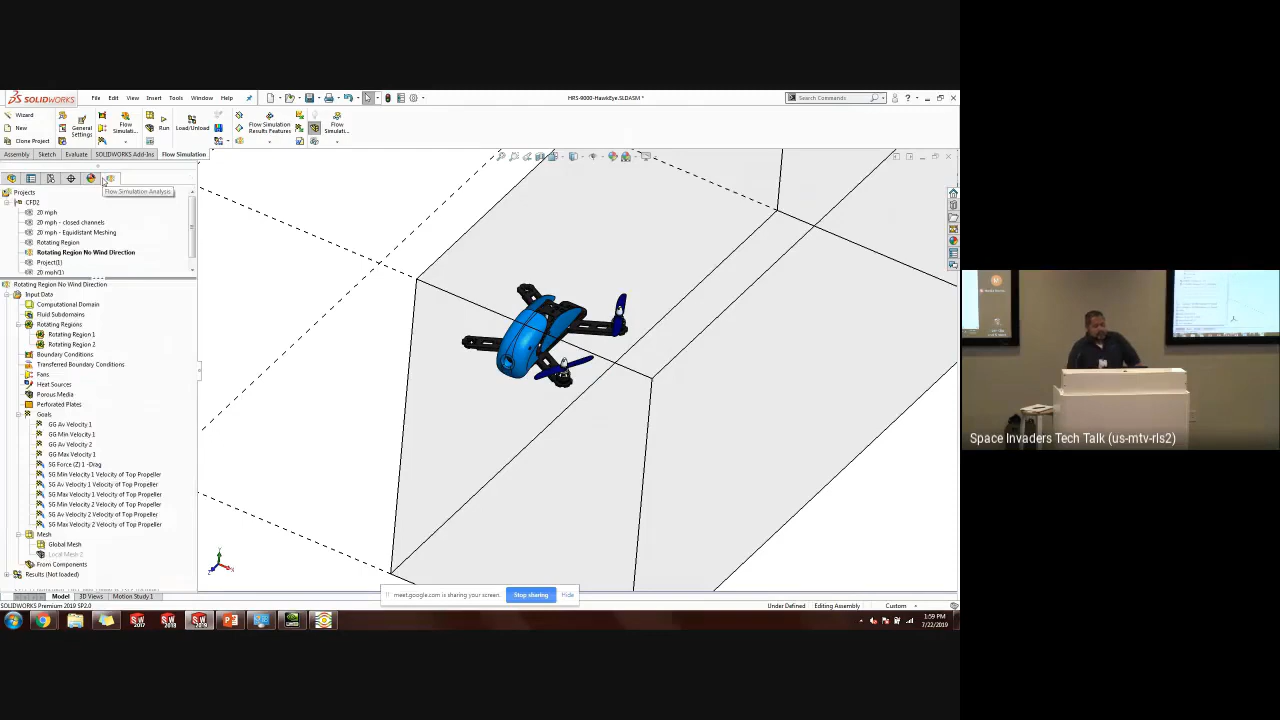 SOLIDWORKS
File
Edit
View
Insert
Tools
Window
Help
HRS-9000-HawkEye.SLDASM *
Search Commands
Wizard
New
Clone Project
General
Settings
Flow
Simulati...
Run
Load/Unload
Flow Simulation
Results Features
Flow
Simulati...
Assembly
Sketch
Evaluate
SOLIDWORKS Add-Ins
Flow Simulation
Flow Simulation Analysis
Projects
CFD2
20 mph
20 mph - closed channels
20 mph - Equidistant Meshing
Rotating Region
Rotating Region No Wind Direction
Project(1)
20 mph(1)
Rotating Region No Wind Direction
Input Data
Computational Domain
Fluid Subdomains
Rotating Regions
Rotating Region 1
Rotating Region 2
Boundary Conditions
Transferred Boundary Conditions
Fans
Heat Sources
Porous Media
Perforated Plates
Goals
GG Av Velocity 1
GG Min Velocity 1
GG Av Velocity 2
GG Max Velocity 1
SG Force (Z) 1 -Drag
SG Min Velocity 1 Velocity of Top Propeller
SG Av Velocity 1 Velocity of Top Propeller
SG Max Velocity 1 Velocity of Top Propeller
SG Min Velocity 2 Velocity of Top Propeller
SG Av Velocity 2 Velocity of Top Propeller
SG Max Velocity 2 Velocity of Top Propeller
Mesh
Global Mesh
Local Mesh 2
From Components
Results (Not loaded)
meet.google.com is sharing your screen.
Stop sharing
Hide
Model
3D Views
Motion Study 1
SOLIDWORKS Premium 2019 SP2.0
Under Defined
Editing Assembly
Custom
1:59 PM
7/22/2019
Space Invaders Tech Talk (us-mtv-rls2)